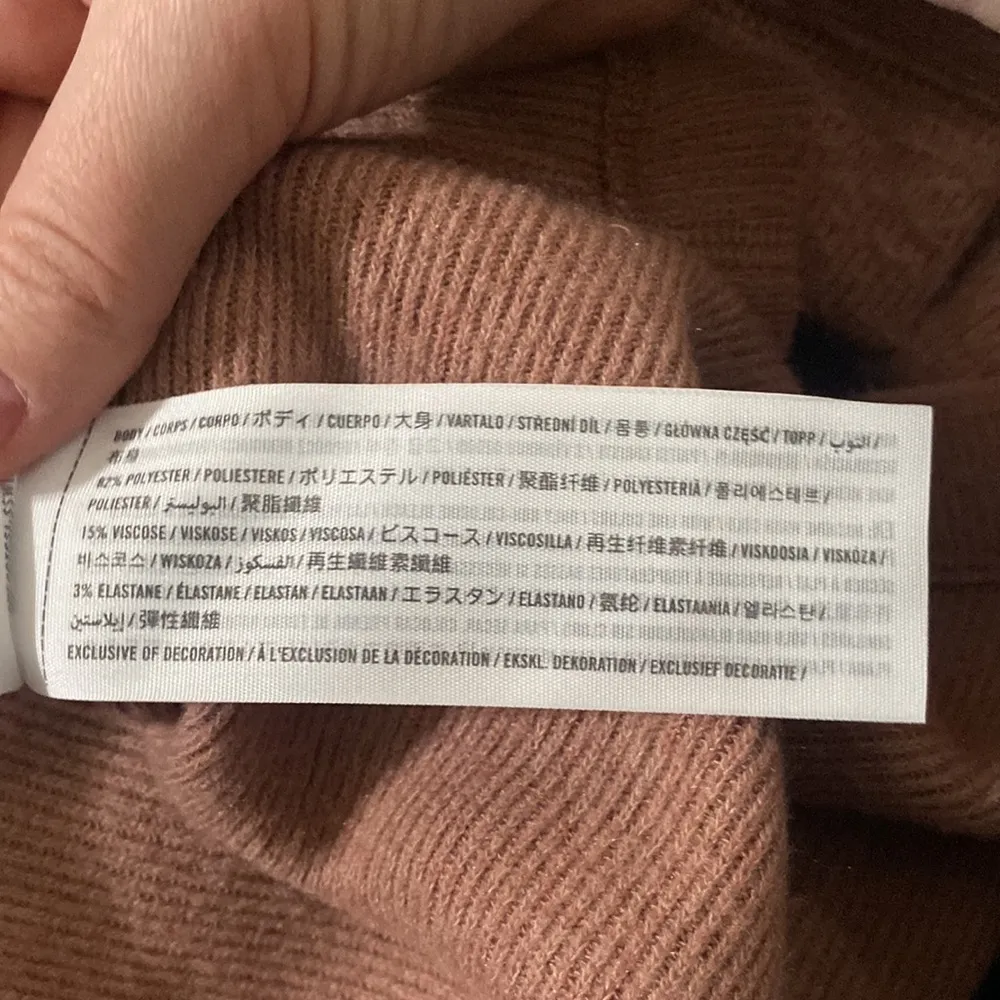 BODY / CORPS / CORPO / ボディ / CUERPO / 大身 / VARTALO / STŘEDNÍ DÍL / 몸통 / GŁÓWNA CZĘŚĆ / TOPP / التوب /
82% POLYESTER / POLIESTERE / ポリエステル / POLIÉSTER / 聚酯纤维 / POLYESTERIÄ / 폴리에스테르 /
POLIESTER / البوليستر / 聚脂纖維
15% VISCOSE / VISKOSE / VISKOS / VISCOSA / ビスコース / VISCOSILLA / 再生纤维素纤维 / VISKOOSIA / VISKÓZA /
비스코스 / WISKOZA / الفسكوز / 再生纖維素纖維
3% ELASTANE / ÉLASTANE / ELASTAN / ELASTAAN / エラスタン / ELASTANO / 氨纶 / ELASTAANIA / 엘라스탄 /
إيلاستين / 彈性纖維
EXCLUSIVE OF DECORATION / À L'EXCLUSION DE LA DÉCORATION / EKSKL. DEKORATION / EXCLUSIEF DECORATIE /